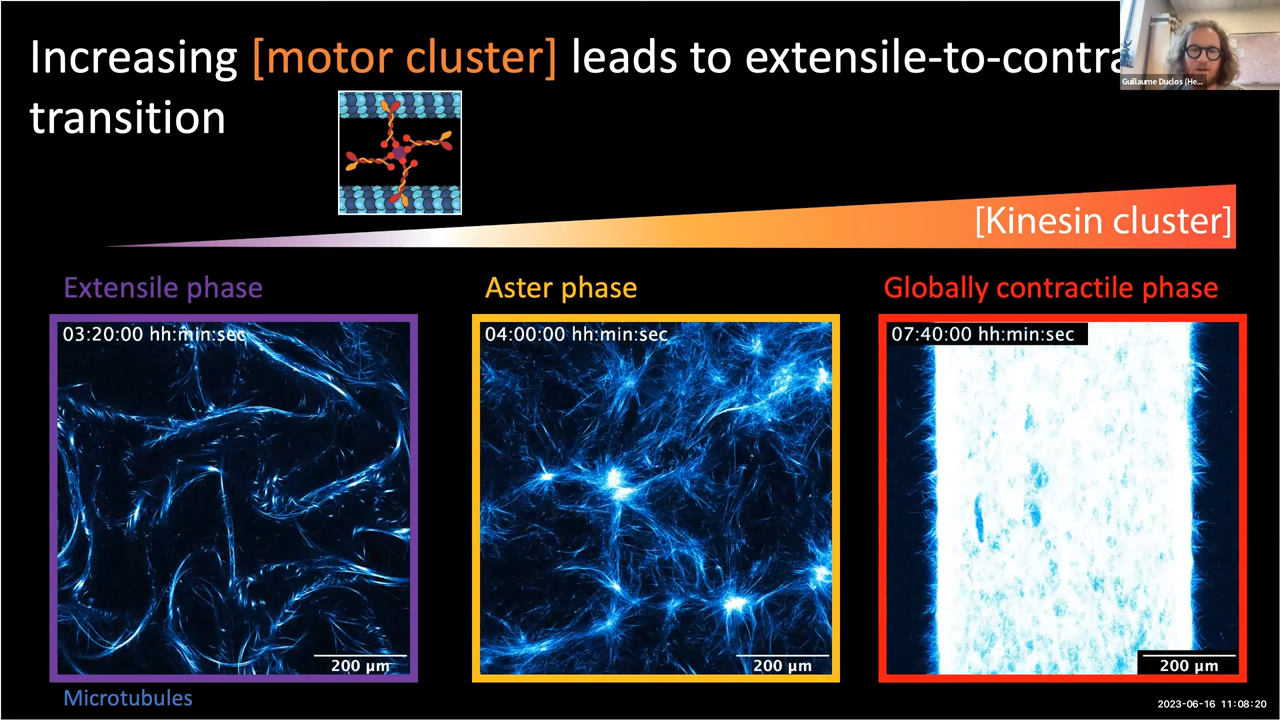 Increasing [motor cluster] leads to extensile-to-contra
transition
Guillaume Duclos (He...
[Kinesin cluster]
Extensile phase
Aster phase
Globally contractile phase
03:20:00 hh:min:sec
04:00:00 hh:min:sec
07:40:00 hh:min:sec
200 µm
200 µm
200 µm
Microtubules
2023-06-16 11:08:20